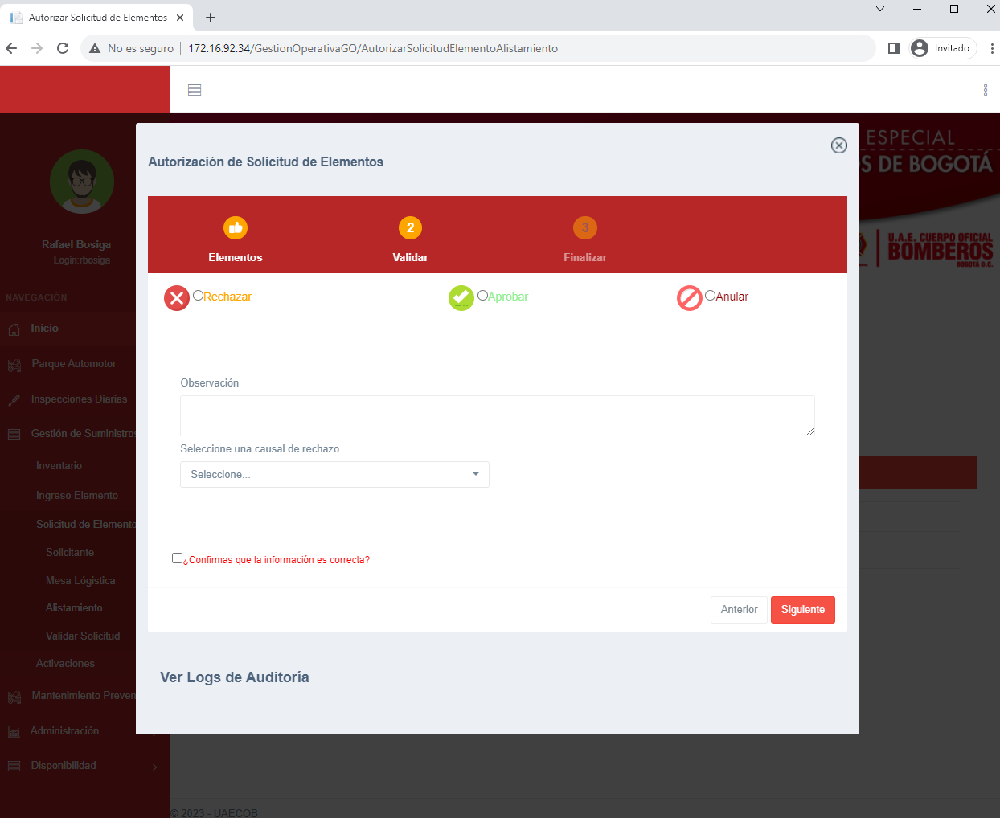 Autorizar Solicitud de Elementos
No es seguro 172.16.92.34/GestionOperativaGO/AutorizarSolicitudElementoAlistamiento Invitado
ESPECIAL
S DE BOGOTÁ
U.A.E. CUERPO OFICIAL
BOMBEROS
BOGOTÁ D.C.
Rafael Bosiga
Login:rbosiga
NAVEGACIÓN
Inicio
Parque Automotor
Inspecciones Diarias
Gestión de Suministros
Inventario
Ingreso Elemento
Solicitud de Elemento
Solicitante
Mesa Lógistica
Alistamiento
Validar Solicitud
Activaciones
Mantenimiento Preven
Administración
Disponibilidad
Autorización de Solicitud de Elementos
2 3
Elementos Validar Finalizar
Rechazar Aprobar Anular
Observación
Seleccione una causal de rechazo
Seleccione...
¿Confirmas que la información es correcta?
Anterior Siguiente
Ver Logs de Auditoría
© 2023 - UAECOB